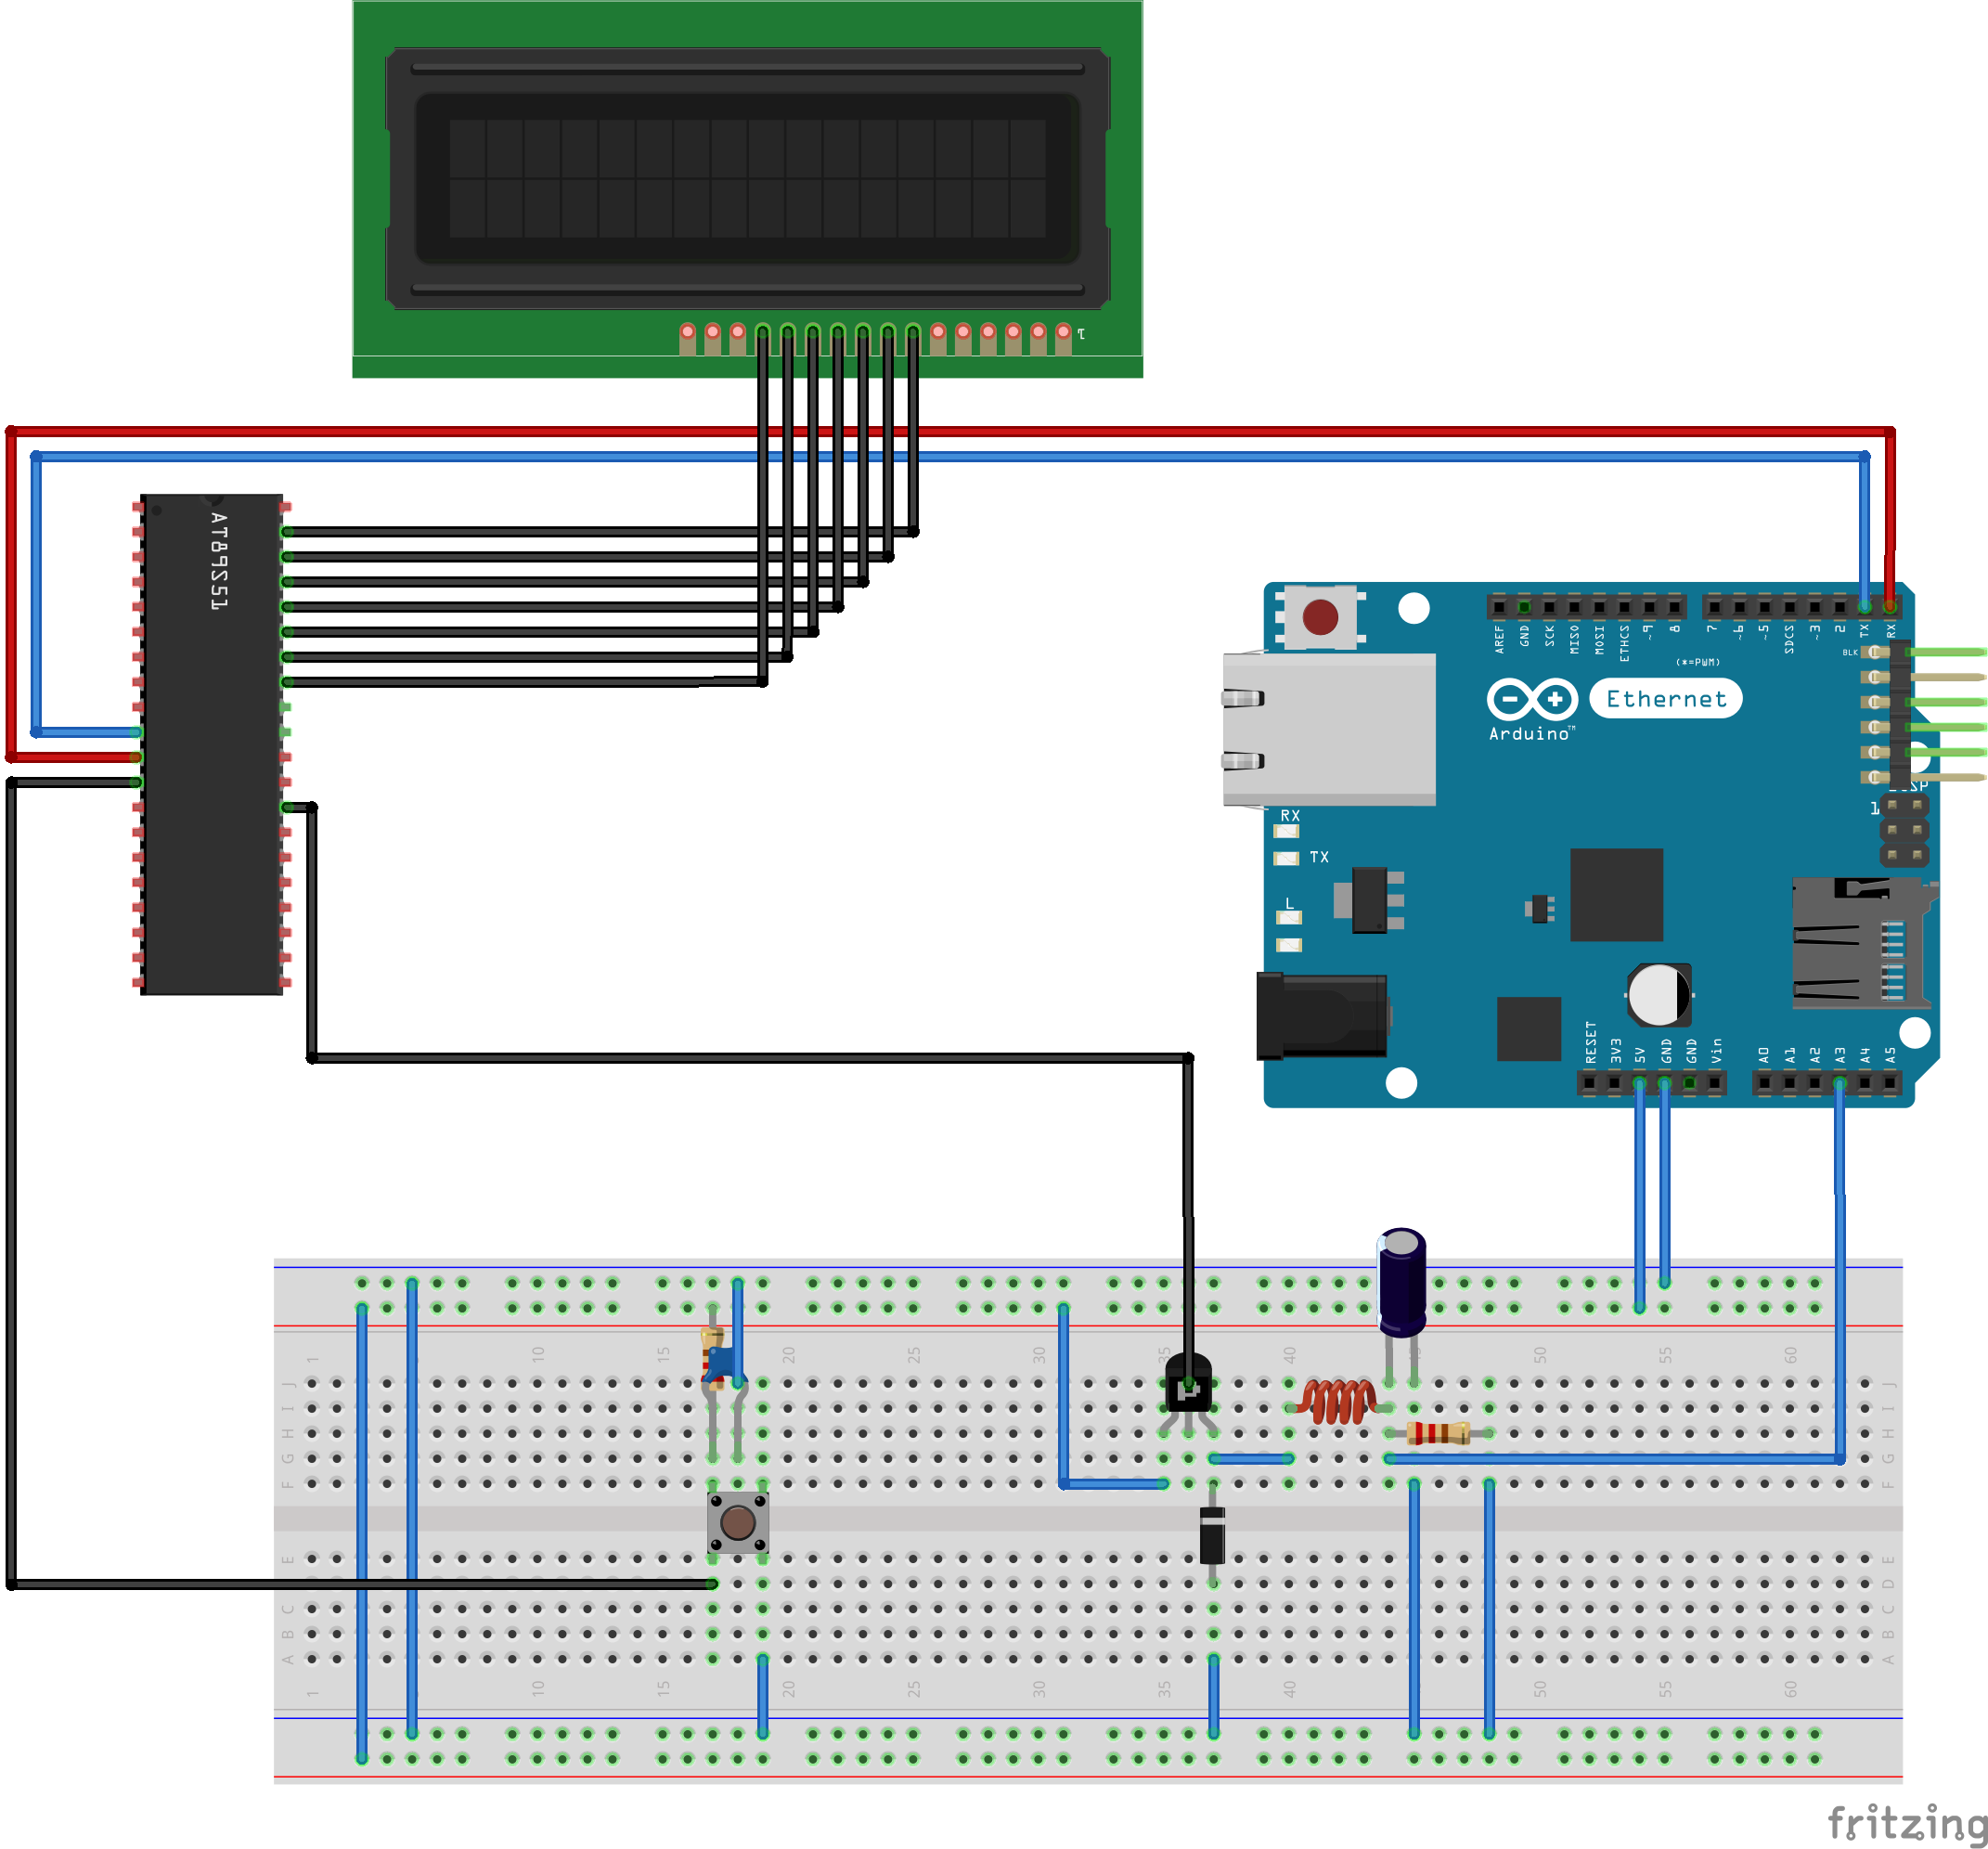 1
AT89S51
AREF
GND
SCK
MISO
MOSI
ETHCS
~9
8
7
~6
~5
SDCS
~3
2
TX
RX
BLK
(*=PWM)
Ethernet
Arduino™
ICSP
1
RX
TX
L
RESET
3V3
5V
GND
GND
Vin
A0
A1
A2
A3
A4
A5
1
10
15
20
25
30
35
40
50
55
60
J
J
I
I
H
H
G
G
F
F
E
E
D
D
C
C
B
B
A
A
1
10
15
20
25
30
35
40
50
55
60
fritzing